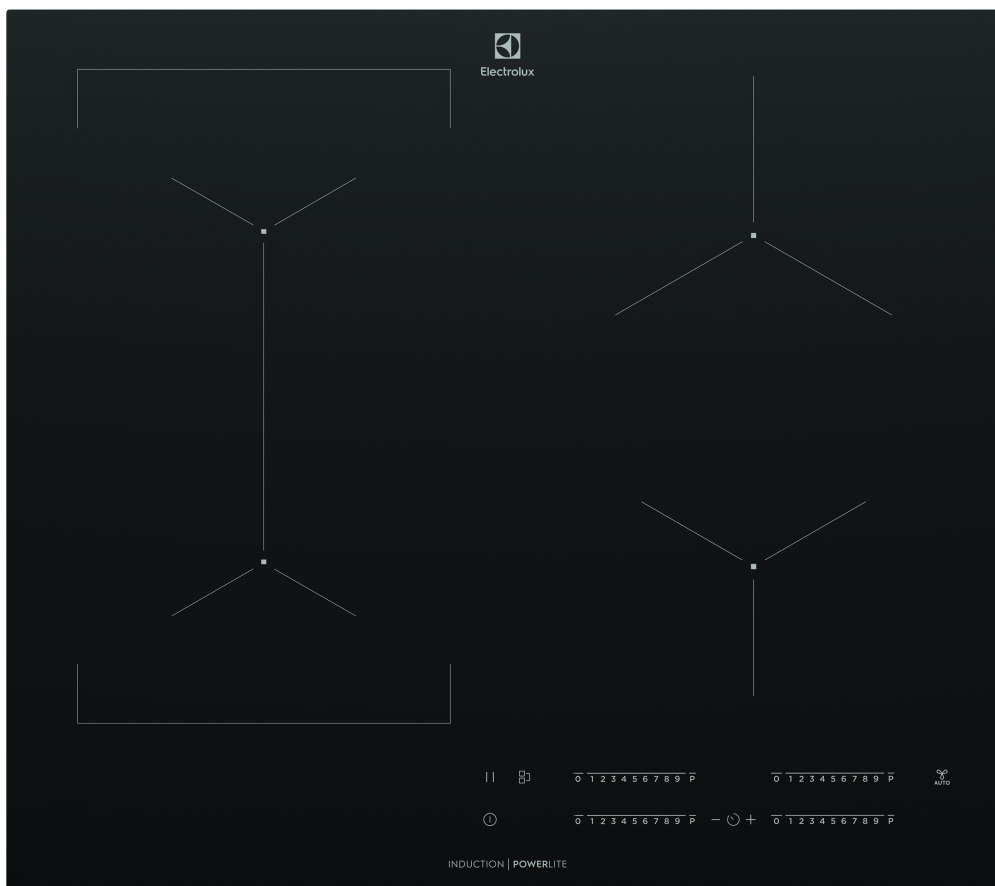 Electrolux
0 1 2 3 4 5 6 7 8 9 P 0 1 2 3 4 5 6 7 8 9 P
AUTO
0 1 2 3 4 5 6 7 8 9 P − + 0 1 2 3 4 5 6 7 8 9 P
INDUCTION | POWERLITE